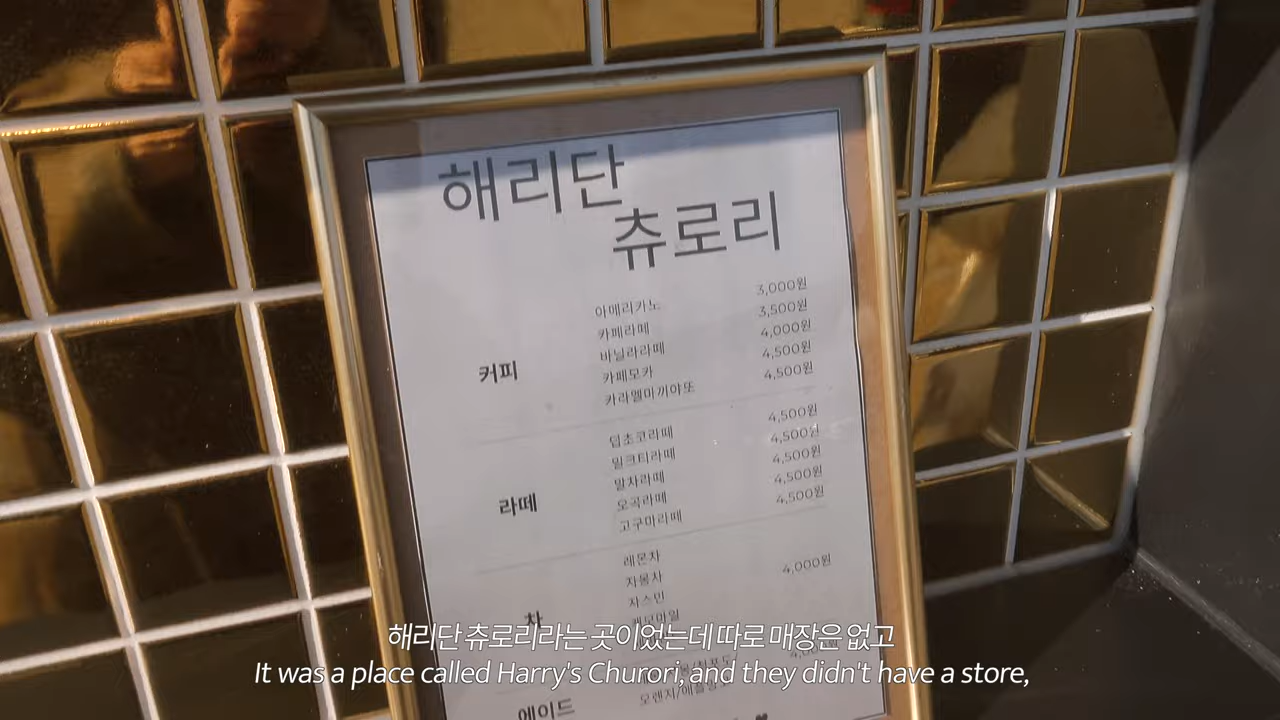 해리단
츄로리
커피
아메리카노 3,000원
카페라떼 3,500원
바닐라라떼 4,000원
카페모카 4,500원
카라멜마끼야또 4,500원
라떼
딥초코라떼 4,500원
밀크티라떼 4,500원
말차라떼 4,500원
오곡라떼 4,500원
고구마라떼 4,500원
차
레몬차
자몽차 4,000원
자스민
해리단 츄로리라는 곳이었는데 따로 매장은 없고
It was a place called Harry's Churori, and they didn't have a store,
에이드